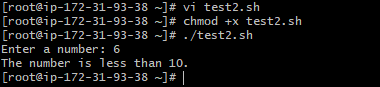 [root@ip-172-31-93-38 ~]# vi test2.sh
[root@ip-172-31-93-38 ~]# chmod +x test2.sh
[root@ip-172-31-93-38 ~]# ./test2.sh
Enter a number: 6
The number is less than 10.
[root@ip-172-31-93-38 ~]#